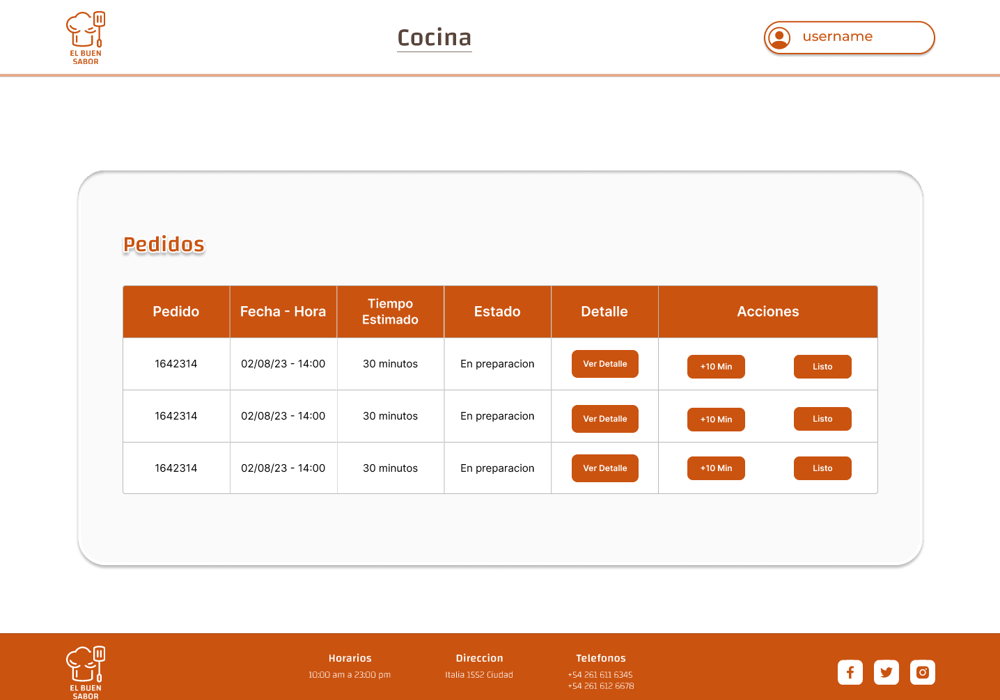 EL BUEN
SABOR
Cocina
username
Pedidos
Pedido
Fecha - Hora
Tiempo
Estimado
Estado
Detalle
Acciones
1642314
02/08/23 - 14:00
30 minutos
En preparacion
Ver Detalle
+10 Min
Listo
1642314
02/08/23 - 14:00
30 minutos
En preparacion
Ver Detalle
+10 Min
Listo
1642314
02/08/23 - 14:00
30 minutos
En preparacion
Ver Detalle
+10 Min
Listo
EL BUEN
SABOR
Horarios
10:00 am a 23:00 pm
Direccion
Italia 1552 Ciudad
Telefonos
+54 261 611 6345
+54 261 612 6678